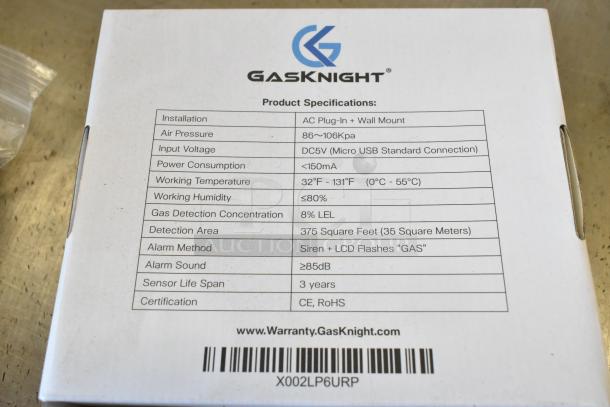 GASKNIGHT®
Product Specifications:
Installation AC Plug-In + Wall Mount
Air Pressure 86~106Kpa
Input Voltage DC5V (Micro USB Standard Connection)
Power Consumption <150mA
Working Temperature 32°F - 131°F (0°C - 55°C)
Working Humidity ≤80%
Gas Detection Concentration 8% LEL
Detection Area 375 Square Feet (35 Square Meters)
Alarm Method Siren + LCD Flashes "GAS"
Alarm Sound ≥85dB
Sensor Life Span 3 years
Certification CE, RoHS
www.Warranty.GasKnight.com
X002LP6URP